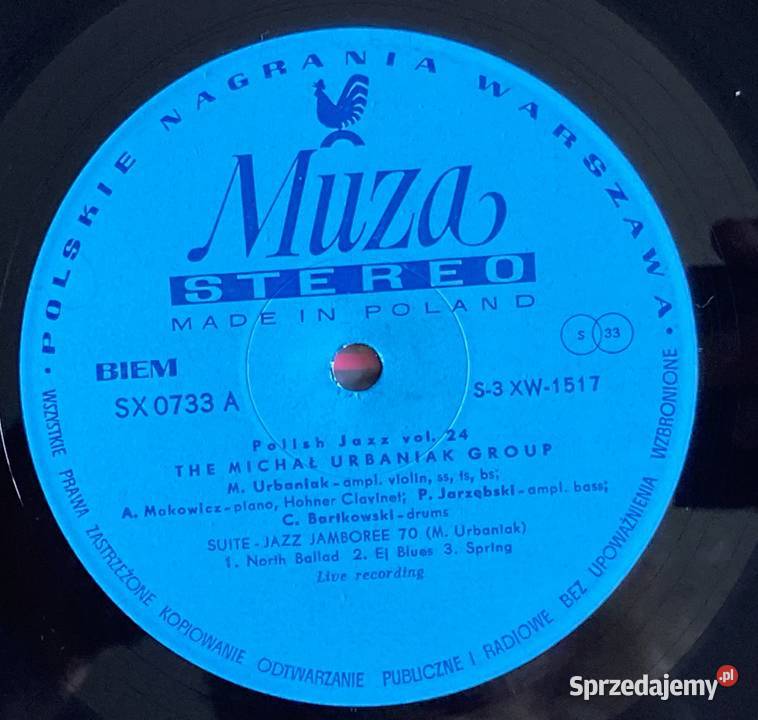 • POLSKIE NAGRANIA WARSZAWA •
Muza
STEREO
MADE IN POLAND
S 33
BIEM
SX 0733 A
S-3 XW-1517
Polish Jazz vol. 24
THE MICHAŁ URBANIAK GROUP
M. Urbaniak-ampl. violin, ss, ts, bs;
A. Makowicz-piano, Hohner Clavinet; P. Jarzębski-ampl. bass;
C. Bartkowski-drums
SUITE-JAZZ JAMBOREE 70 (M. Urbaniak)
1. North Ballad 2. Ej Blues 3. Spring
Live recording
WSZYSTKIE PRAWA ZASTRZEŻONE KOPIOWANIE ODTWARZANIE PUBLICZNE I RADIOWE BEZ UPOWAŻNIENIA WZBRONIONE
Sprzedajemy.pl